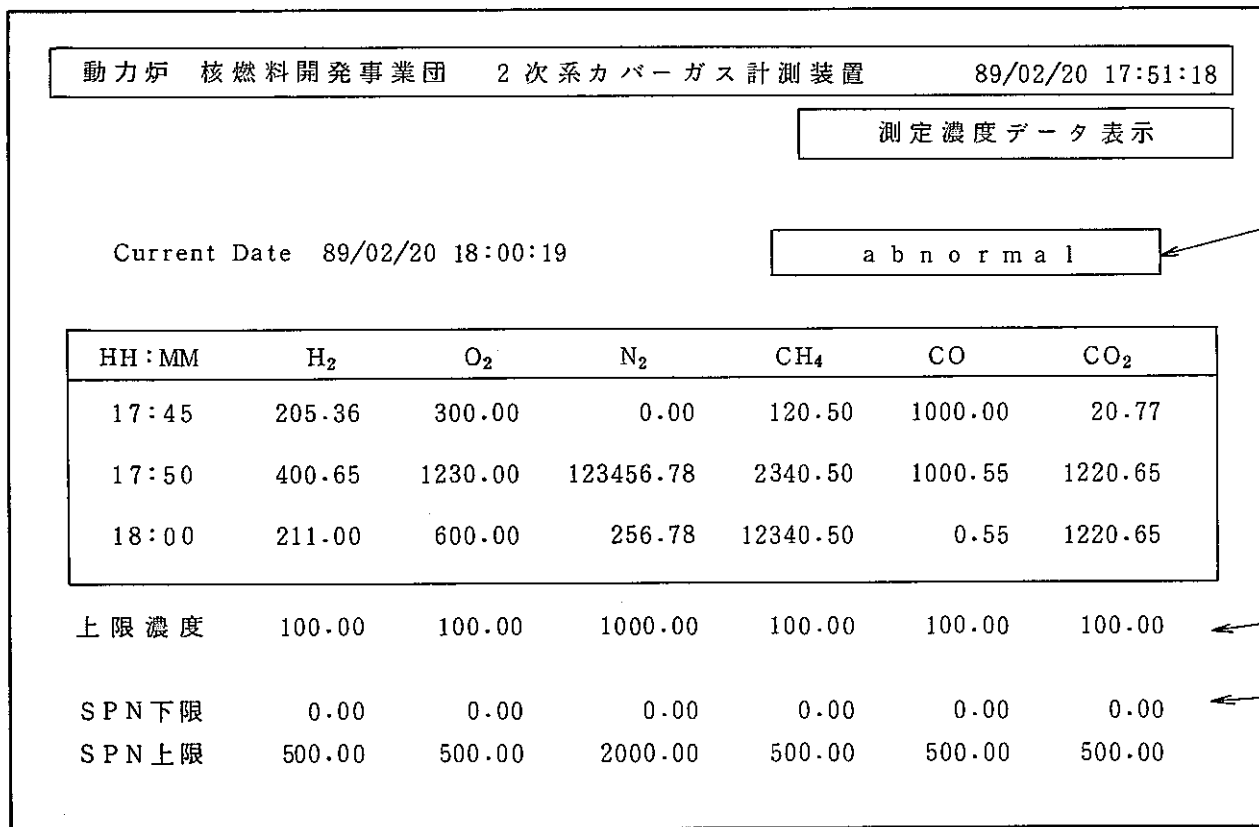 動力炉 核燃料開発事業団 2次系カバーガス計測装置 89/02/20 17:51:18
測定濃度データ表示
Current Date 89/02/20 18:00:19 abnormal
HH:MM H₂ O₂ N₂ CH₄ CO CO₂
17:45 205.36 300.00 0.00 120.50 1000.00 20.77
17:50 400.65 1230.00 123456.78 2340.50 1000.55 1220.65
18:00 211.00 600.00 256.78 12340.50 0.55 1220.65
上限濃度 100.00 100.00 1000.00 100.00 100.00 100.00
SPN下限 0.00 0.00 0.00 0.00 0.00 0.00
SPN上限 500.00 500.00 2000.00 500.00 500.00 500.00